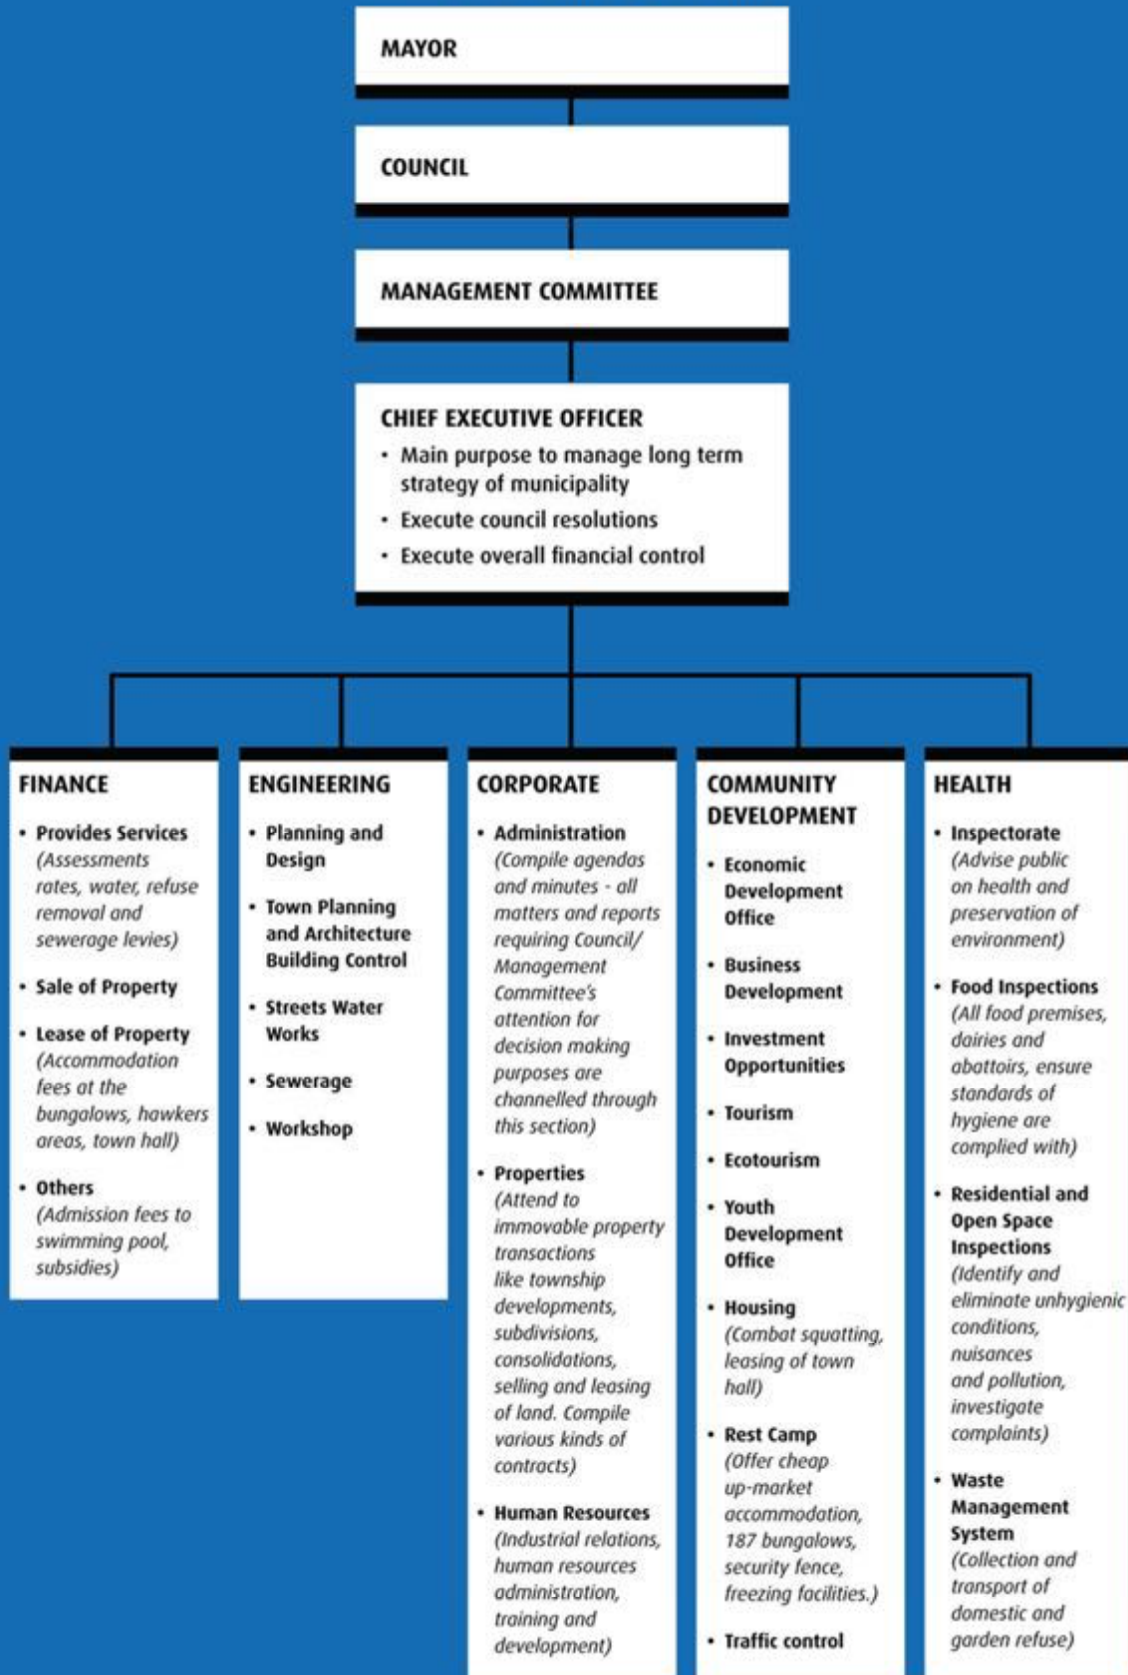 MAYOR
COUNCIL
MANAGEMENT COMMITTEE
CHIEF EXECUTIVE OFFICER
• Main purpose to manage long term
strategy of municipality
• Execute council resolutions
• Execute overall financial control
FINANCE
• Provides Services
(Assessments
rates, water, refuse
removal and
sewerage levies)
• Sale of Property
• Lease of Property
(Accommodation
fees at the
bungalows, hawkers
areas, town hall)
• Others
(Admission fees to
swimming pool,
subsidies)
ENGINEERING
• Planning and
Design
• Town Planning
and Architecture
Building Control
• Streets Water
Works
• Sewerage
• Workshop
CORPORATE
• Administration
(Compile agendas
and minutes - all
matters and reports
requiring Council/
Management
Committee's
attention for
decision making
purposes are
channelled through
this section)
• Properties
(Attend to
immovable property
transactions
like township
developments,
subdivisions,
consolidations,
selling and leasing
of land. Compile
various kinds of
contracts)
• Human Resources
(Industrial relations,
human resources
administration,
training and
development)
COMMUNITY
DEVELOPMENT
• Economic
Development
Office
• Business
Development
• Investment
Opportunities
• Tourism
• Ecotourism
• Youth
Development
Office
• Housing
(Combat squatting,
leasing of town
hall)
• Rest Camp
(Offer cheap
up-market
accommodation,
187 bungalows,
security fence,
freezing facilities.)
• Traffic control
HEALTH
• Inspectorate
(Advise public
on health and
preservation of
environment)
• Food Inspections
(All food premises,
dairies and
abattoirs, ensure
standards of
hygiene are
complied with)
• Residential and
Open Space
Inspections
(Identify and
eliminate unhygienic
conditions,
nuisances
and pollution,
investigate
complaints)
• Waste
Management
System
(Collection and
transport of
domestic and
garden refuse)